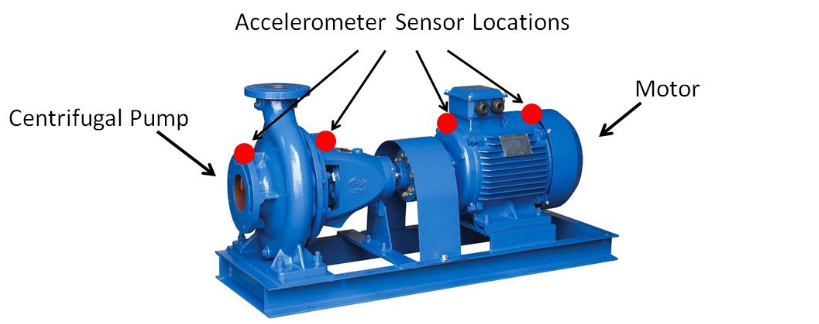 Accelerometer Sensor Locations
Motor
Centrifugal Pump